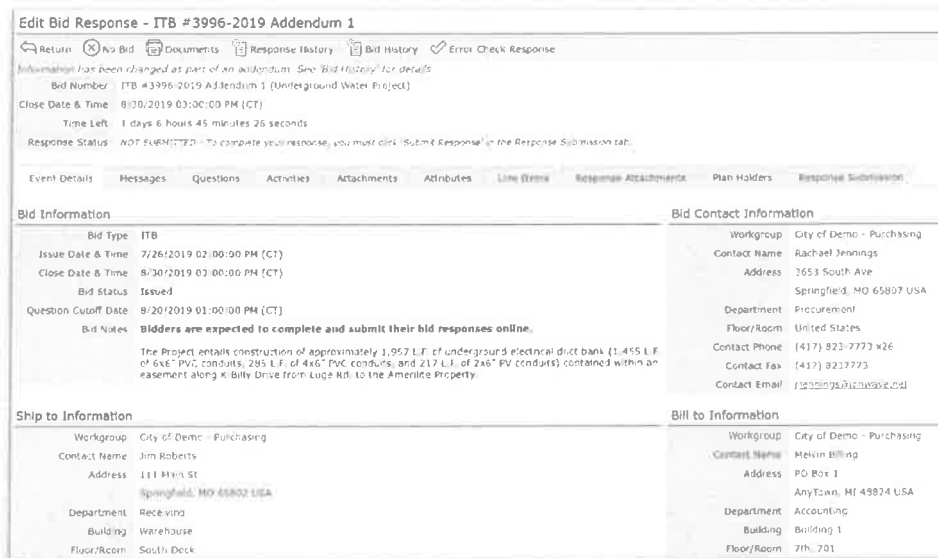 Edit Bid Response - ITB #3996-2019 Addendum 1
Return No Bid Documents Response History Bid History Error Check Response
Information has been changed as part of an addendum. See 'Bid History' for details
Bid Number ITB #3996-2019 Addendum 1 (Underground Water Project)
Close Date & Time 8/30/2019 03:00:00 PM (CT)
Time Left 1 days 6 hours 45 minutes 26 seconds
Response Status NOT SUBMITTED - To complete your response, you must click 'Submit Response' in the Response Submission tab.
Event Details Messages Questions Activities Attachments Attributes Line Items Response Attachments Plan Holders Response Submission
Bid Information
Bid Type ITB
Issue Date & Time 7/26/2019 02:00:00 PM (CT)
Close Date & Time 8/30/2019 03:00:00 PM (CT)
Bid Status Issued
Question Cutoff Date 8/20/2019 01:00:00 PM (CT)
Bid Notes Bidders are expected to complete and submit their bid responses online.
The Project entails construction of approximately 1,957 L.F. of underground electrical duct bank (1,455 L.F.
of 6x6" PVC conduits, 285 L.F. of 4x6" PVC conduits, and 217 L.F. of 2x6" PV conduits) contained within an
easement along K-Billy Drive from Luge Rd. to the Amerilite Property.
Bid Contact Information
Workgroup City of Demo - Purchasing
Contact Name Rachael Jennings
Address 3653 South Ave
Springfield, MO 65807 USA
Department Procurement
Floor/Room United States
Contact Phone (417) 823-7773 x26
Contact Fax (417) 8237773
Contact Email
Ship to Information
Workgroup City of Demo - Purchasing
Contact Name Jim Roberts
Address 111 Main St
Springfield, MO 65802 USA
Department Receiving
Building Warehouse
Floor/Room South Dock
Bill to Information
Workgroup City of Demo - Purchasing
Contact Name Melvin Billing
Address PO Box 1
AnyTown, MI 49824 USA
Department Accounting
Building Building 1
Floor/Room 7th, 701